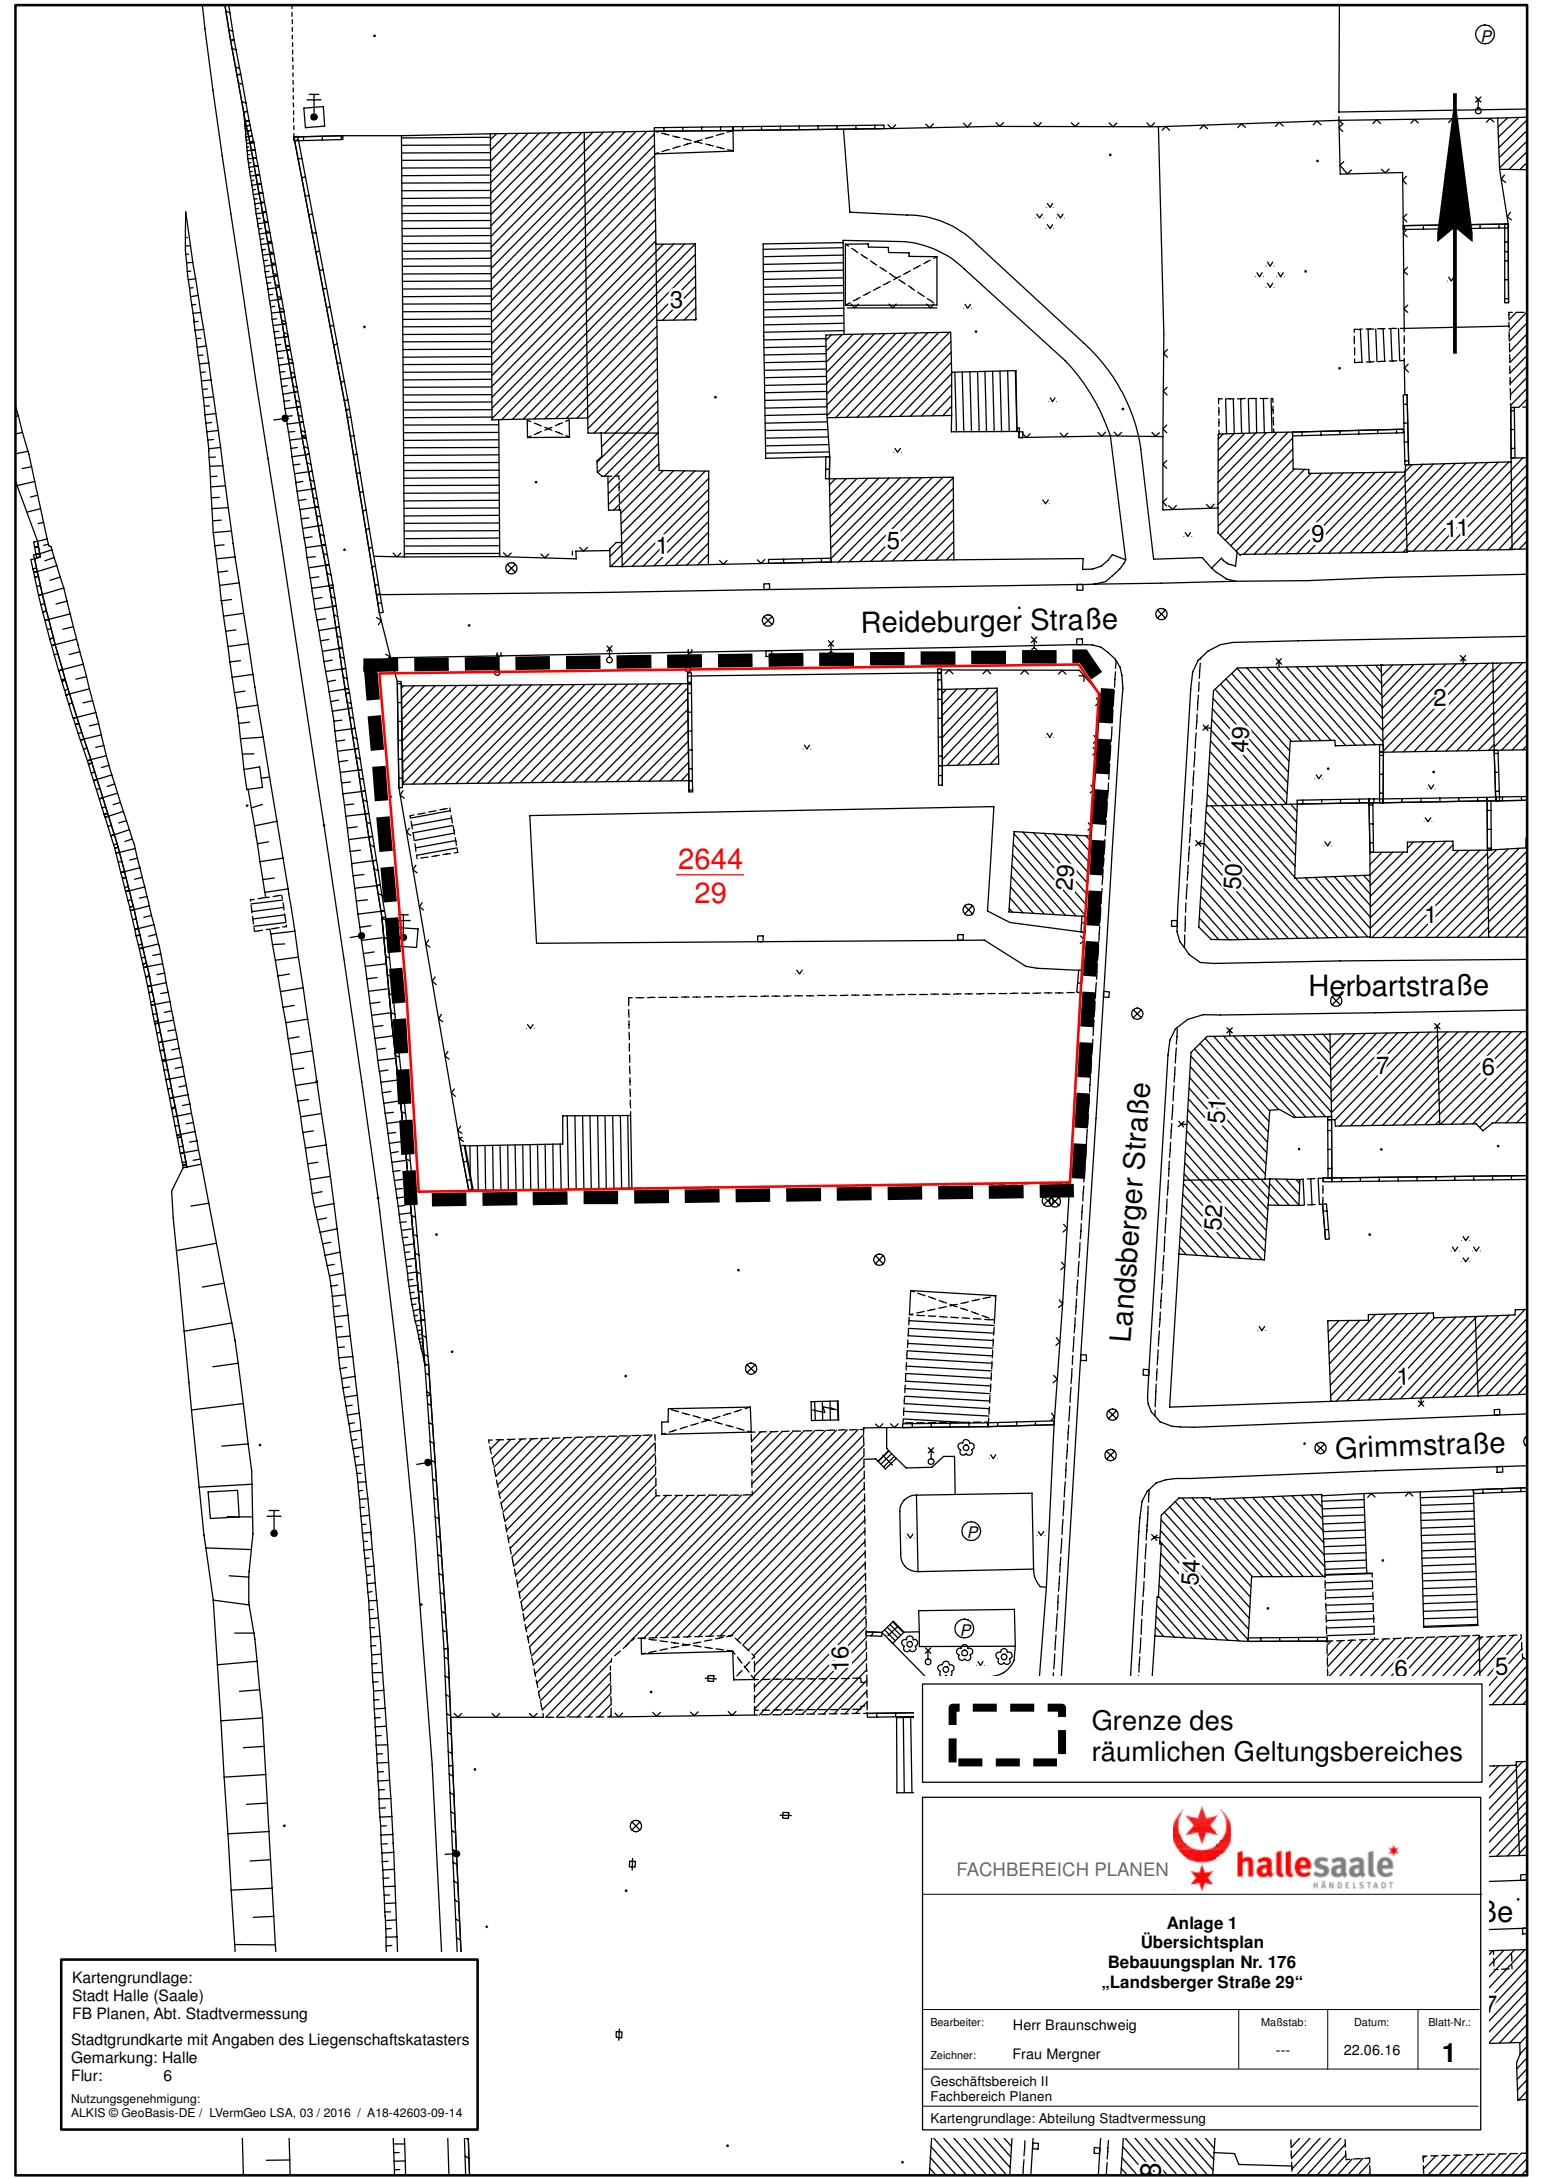 P
3
1
5
9
11
Reideburger Straße
2
49
2644
29
29
50
1
Herbartstraße
7
6
51
Landsberger Straße
52
1
Grimmstraße
P
54
P
16
6
5
Grenze des
räumlichen Geltungsbereiches
FACHBEREICH PLANEN
hallesaale*
HÄNDELSTADT
ße
Anlage 1
Übersichtsplan
Bebauungsplan Nr. 176
„Landsberger Straße 29“
7
Bearbeiter: Herr Braunschweig
Maßstab: Datum: Blatt-Nr.:
Zeichner: Frau Mergner
--- 22.06.16 1
Geschäftsbereich II
Fachbereich Planen
Kartengrundlage: Abteilung Stadtvermessung
Kartengrundlage:
Stadt Halle (Saale)
FB Planen, Abt. Stadtvermessung
Stadtgrundkarte mit Angaben des Liegenschaftskatasters
Gemarkung: Halle
Flur: 6
Nutzungsgenehmigung:
ALKIS © GeoBasis-DE / LVermGeo LSA, 03 / 2016 / A18-42603-09-14